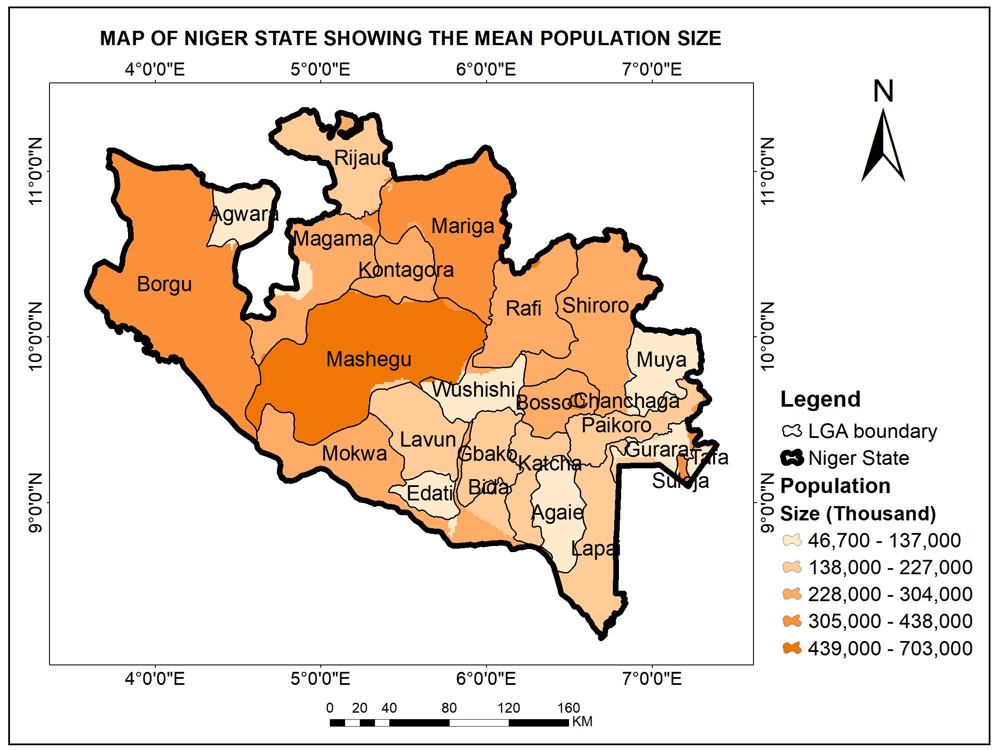 MAP OF NIGER STATE SHOWING THE MEAN POPULATION SIZE
4°0'0"E 5°0'0"E 6°0'0"E 7°0'0"E
N
11°0'0"N
11°0'0"N
10°0'0"N
10°0'0"N
9°0'0"N
9°0'0"N
Rijau
Agwara
Mariga
Magama
Kontagora
Borgu
Rafi
Shiroro
Mashegu
Muya
Wushishi
Bosso
Chanchaga
Paikoro
Lavun
Mokwa
Gbako
Katcha
Gurara
Tafa
Suleja
Edati
Bida
Agaie
Lapai
Legend
LGA boundary
Niger State
Population
Size (Thousand)
46,700 - 137,000
138,000 - 227,000
228,000 - 304,000
305,000 - 438,000
439,000 - 703,000
4°0'0"E 5°0'0"E 6°0'0"E 7°0'0"E
0 20 40 80 120 160
KM